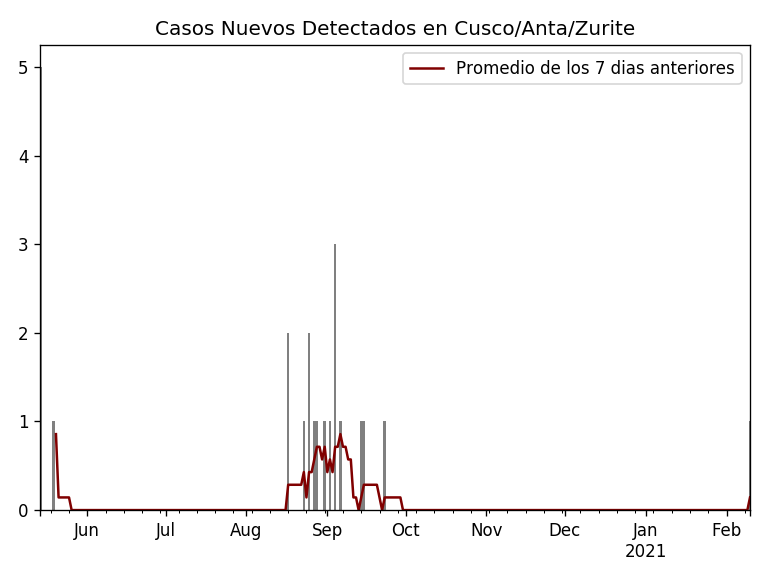 Casos Nuevos Detectados en Cusco/Anta/Zurite
Promedio de los 7 dias anteriores
5
4
3
2
1
0
Jun Jul Aug Sep Oct Nov Dec Jan Feb
2021